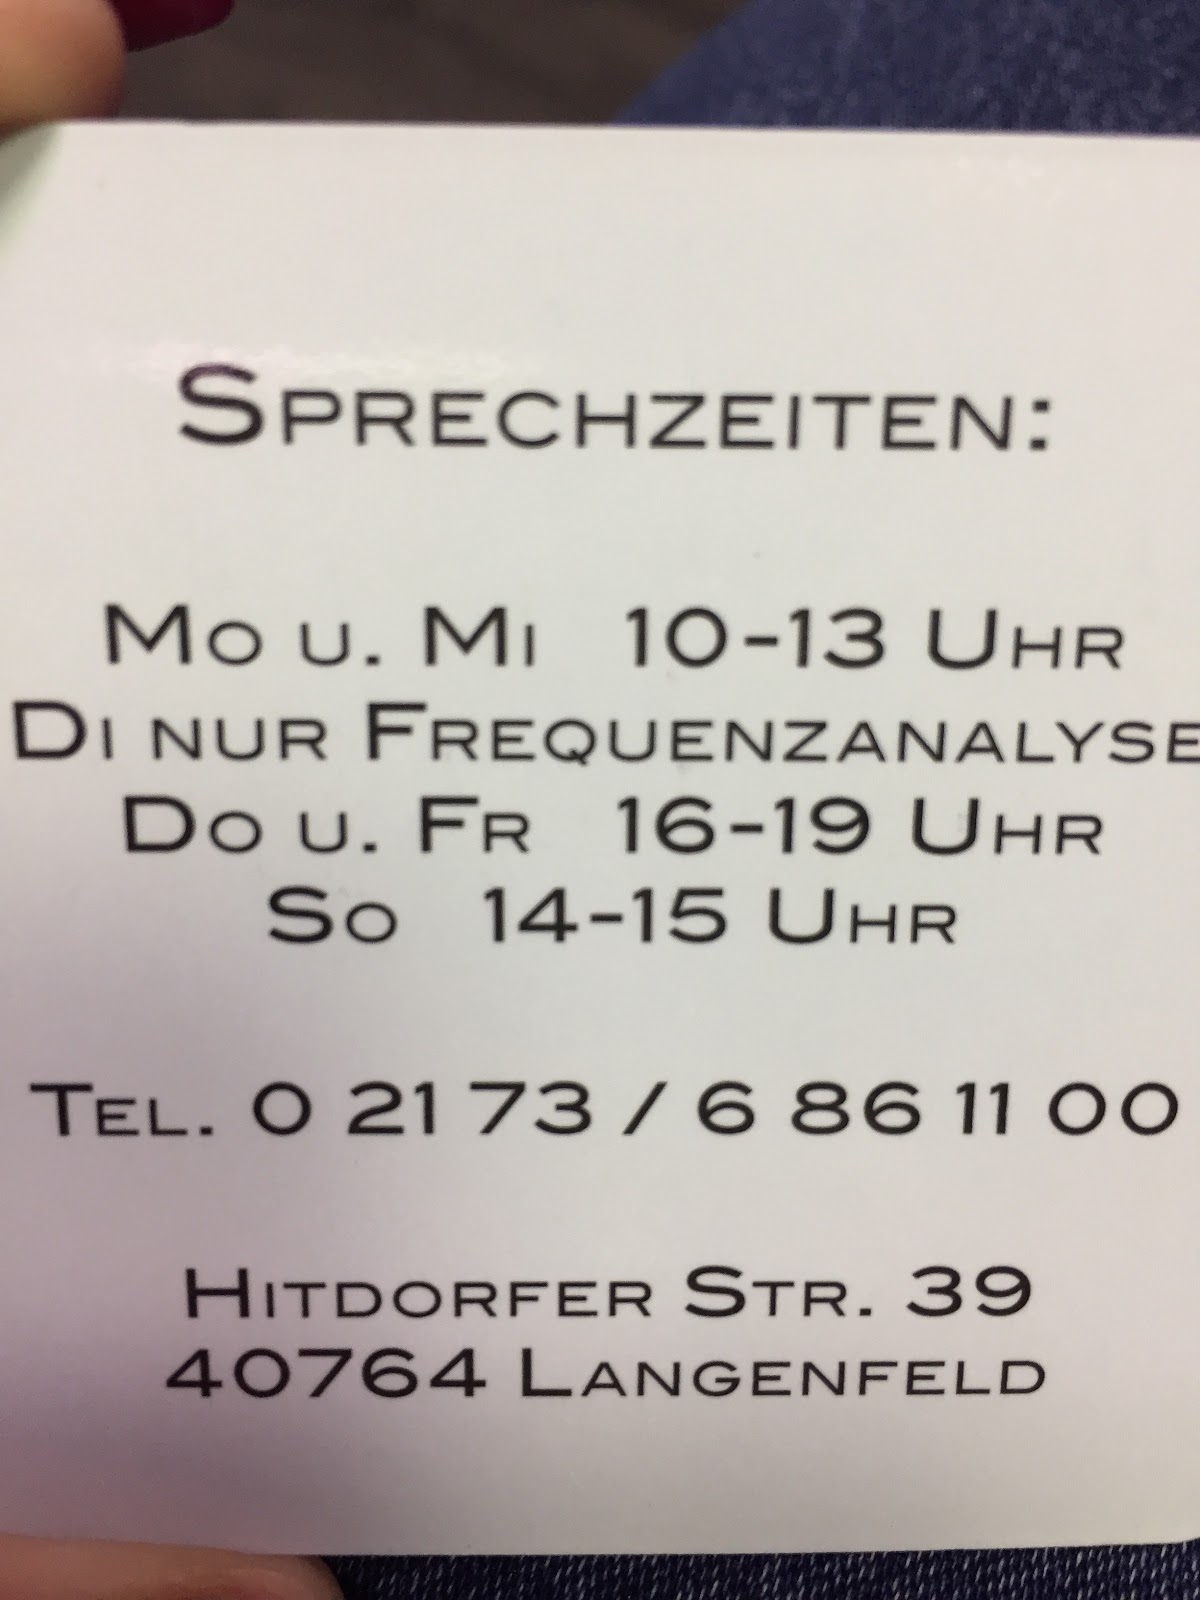 Sprechzeiten:
Mo u. Mi 10-13 Uhr
Di nur Frequenzanalyse
Do u. Fr 16-19 Uhr
So 14-15 Uhr
Tel. 0 21 73 / 6 86 11 00
Hitdorfer Str. 39
40764 Langenfeld